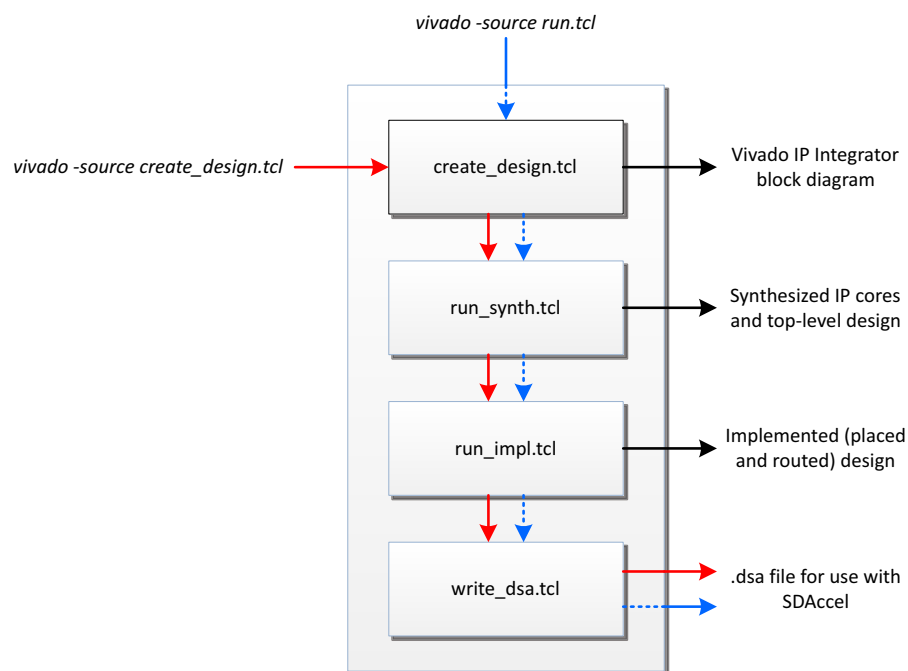 vivado -source run.tcl
vivado -source create_design.tcl
create_design.tcl
Vivado IP Integrator
block diagram
run_synth.tcl
Synthesized IP cores
and top-level design
run_impl.tcl
Implemented (placed
and routed) design
write_dsa.tcl
.dsa file for use with
SDAccel